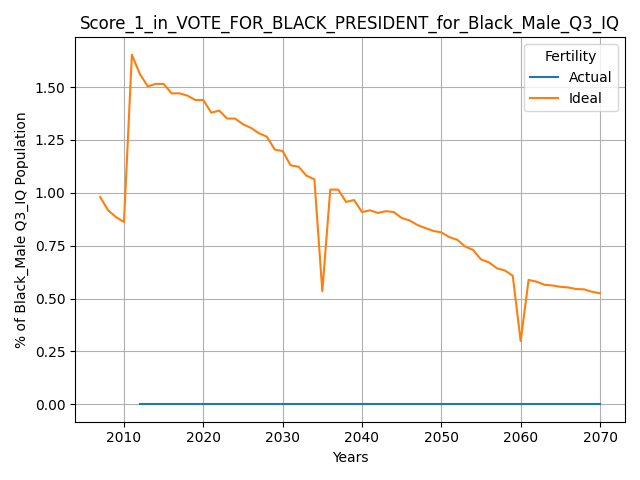 Score_1_in_VOTE_FOR_BLACK_PRESIDENT_for_Black_Male_Q3_IQ
Fertility
Actual
Ideal
% of Black_Male Q3_IQ Population
1.50
1.25
1.00
0.75
0.50
0.25
0.00
2010 2020 2030 2040 2050 2060 2070
Years